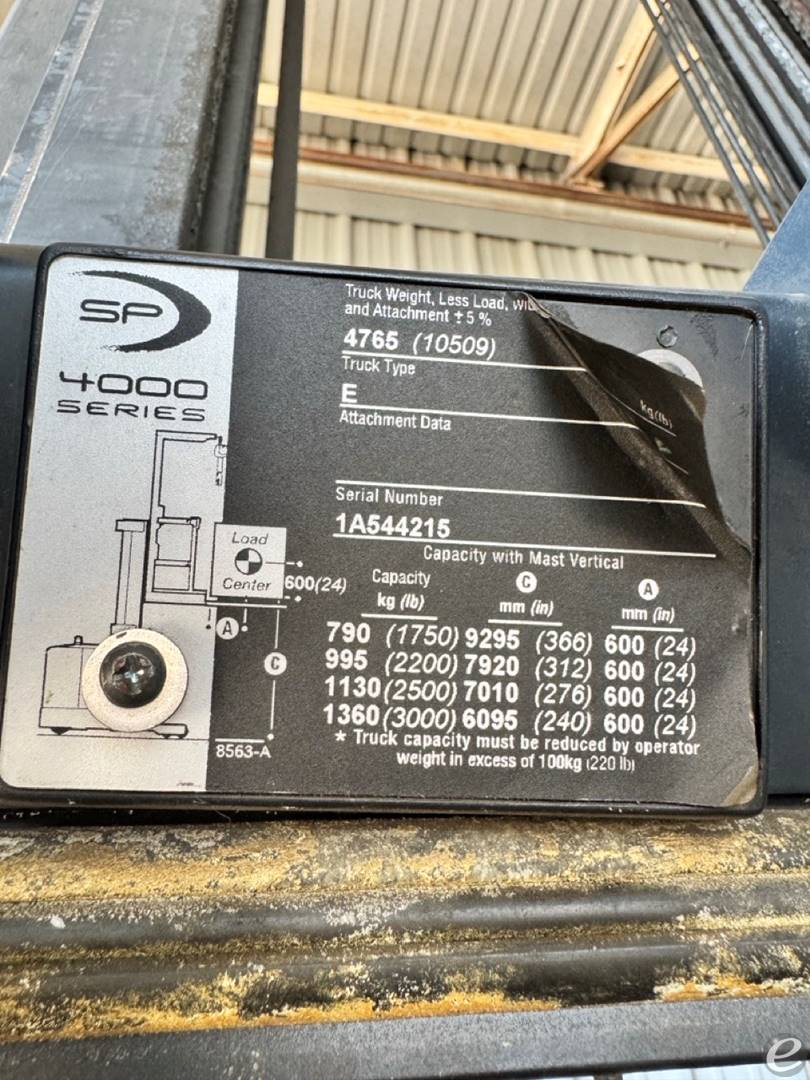 SP
4000
SERIES
Truck Weight, Less Load,
and Attachment ± 5 %
4765 (10509)
Truck Type
kg(lb)
E
Attachment Data
Serial Number
1A544215
Capacity with Mast Vertical
Load
Center
600(24)
A
C
8563-A
Capacity C A
kg (lb) mm (in) mm (in)
790 (1750) 9295 (366) 600 (24)
995 (2200) 7920 (312) 600 (24)
1130 (2500) 7010 (276) 600 (24)
1360 (3000) 6095 (240) 600 (24)
* Truck capacity must be reduced by operator
weight in excess of 100kg (220 lb)
e